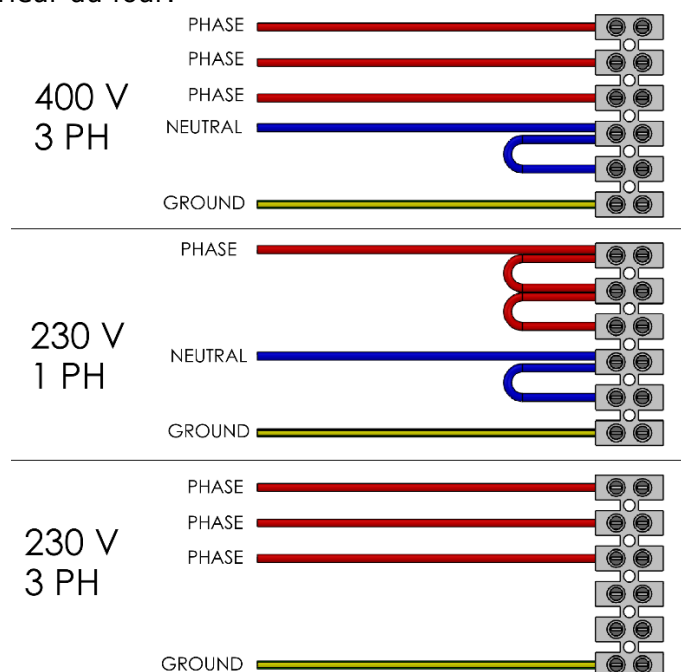 PHASE
PHASE
PHASE
400 V
3 PH
NEUTRAL
GROUND
PHASE
230 V
1 PH
NEUTRAL
GROUND
PHASE
PHASE
PHASE
230 V
3 PH
GROUND